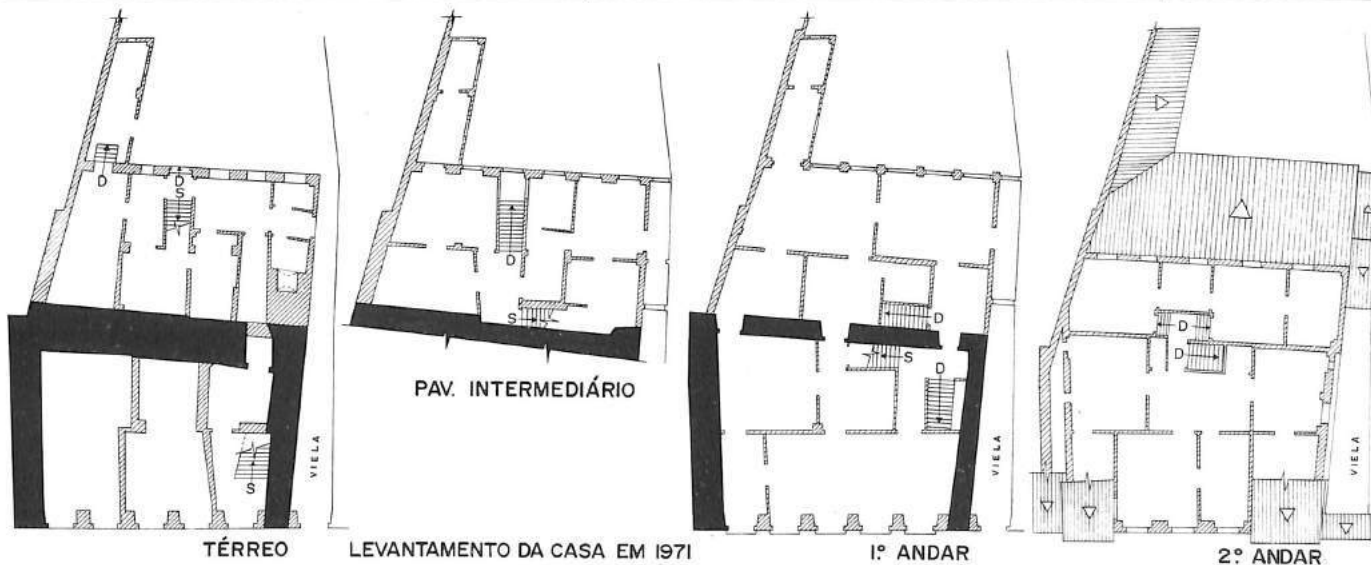 D
D
S
S
VIELA
TÉRREO
D
S
PAV. INTERMEDIÁRIO
LEVANTAMENTO DA CASA EM 1971
D
S
D
VIELA
1º ANDAR
D
D
VIELA
2º ANDAR